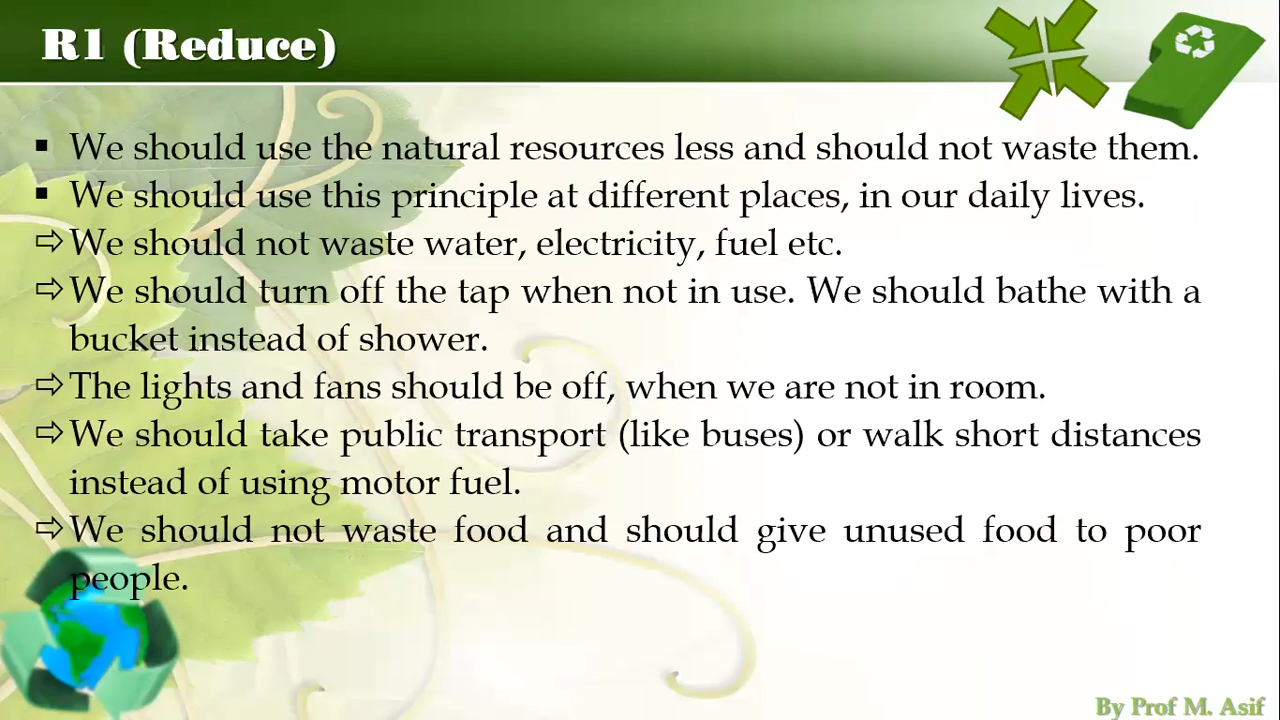 R1 (Reduce)
▪ We should use the natural resources less and should not waste them.
▪ We should use this principle at different places, in our daily lives.
⇨We should not waste water, electricity, fuel etc.
⇨We should turn off the tap when not in use. We should bathe with a
bucket instead of shower.
⇨The lights and fans should be off, when we are not in room.
⇨We should take public transport (like buses) or walk short distances
instead of using motor fuel.
⇨We should not waste food and should give unused food to poor
people.
By Prof M. Asif